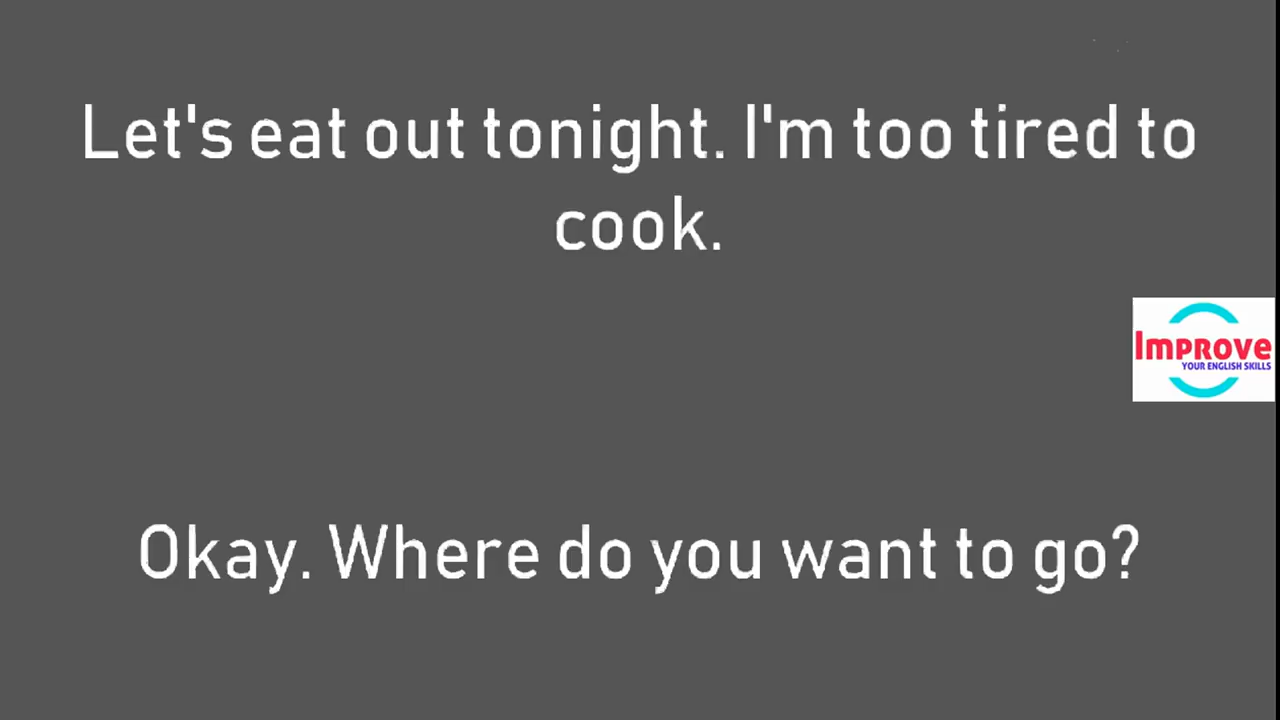 Let's eat out tonight. I'm too tired to
cook.
Improve
YOUR ENGLISH SKILLS
Okay. Where do you want to go?